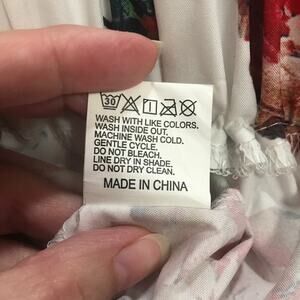 30
WASH WITH LIKE COLORS.
WASH INSIDE OUT.
MACHINE WASH COLD.
GENTLE CYCLE.
DO NOT BLEACH.
LINE DRY IN SHADE.
DO NOT DRY CLEAN.
MADE IN CHINA